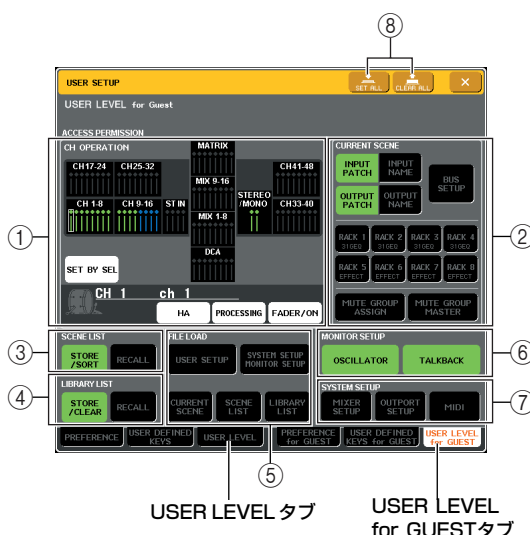 ⑧
USER SETUP
SET ALL
CLEAR ALL
×
USER LEVEL for Guest
ACCESS PERMISSION
CH OPERATION
MATRIX
CH17-24
CH25-32
CH41-48
MIX 9-16
CH 1-8
CH 9-16
ST IN
STEREO
/MONO
CH33-40
MIX 1-8
DCA
SET BY SEL
CH 1
ch 1
HA
PROCESSING
FADER/ON
①
CURRENT SCENE
INPUT
PATCH
INPUT
NAME
BUS
SETUP
OUTPUT
PATCH
OUTPUT
NAME
RACK 1
31GEQ
RACK 2
31GEQ
RACK 3
31GEQ
RACK 4
31GEQ
RACK 5
EFFECT
RACK 6
EFFECT
RACK 7
EFFECT
RACK 8
EFFECT
MUTE GROUP
ASSIGN
MUTE GROUP
MASTER
②
SCENE LIST
STORE
/SORT
RECALL
③
LIBRARY LIST
STORE
/CLEAR
RECALL
④
FILE LOAD
USER SETUP
SYSTEM SETUP
MONITOR SETUP
CURRENT
SCENE
SCENE
LIST
LIBRARY
LIST
⑤
MONITOR SETUP
OSCILLATOR
TALKBACK
⑥
SYSTEM SETUP
MIXER
SETUP
OUTPORT
SETUP
MIDI
⑦
PREFERENCE
USER DEFINED
KEYS
USER LEVEL
PREFERENCE
for GUEST
USER DEFINED
KEYS for GUEST
USER LEVEL
for GUEST
USER LEVEL タブ
USER LEVEL
for GUESTタブ